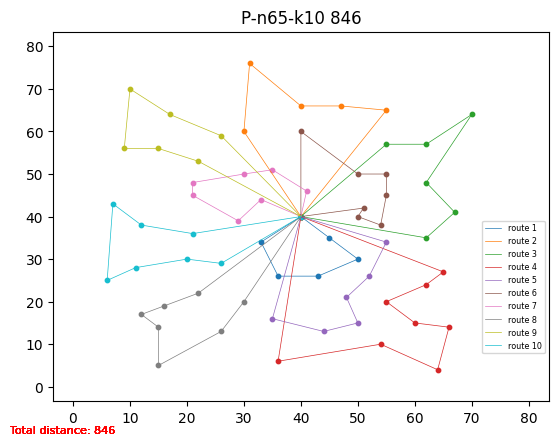 P-n65-k10 846
80
70
60
50
40
30
20
10
0
route 1
route 2
route 3
route 4
route 5
route 6
route 7
route 8
route 9
route 10
0 10 20 30 40 50 60 70 80
Total distance: 846